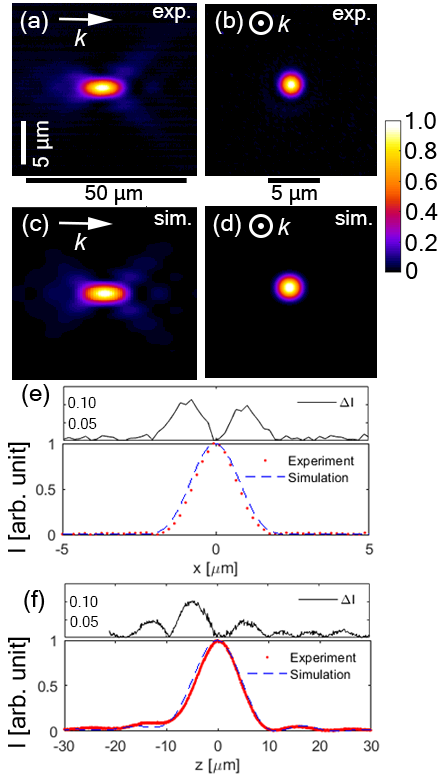 (a) k exp.
(b) k exp.
5 μm
50 μm
5 μm
(c) k sim.
(d) k sim.
1.0
0.8
0.6
0.4
0.2
0
(e)
0.10
0.05
ΔI
I [arb. unit]
1
0.5
0
Experiment
Simulation
-5 0 5
x [μm]
(f)
0.10
0.05
ΔI
I [arb. unit]
1
0.5
0
Experiment
Simulation
-30 -20 -10 0 10 20 30
z [μm]